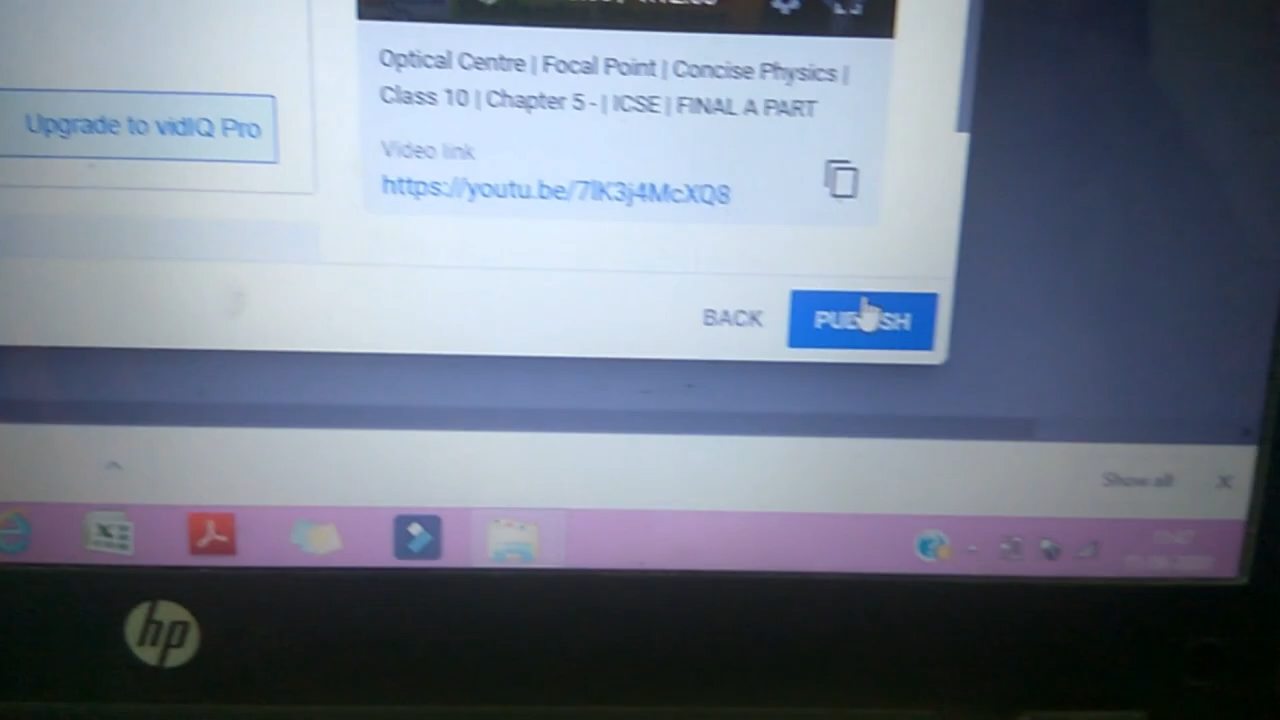 Optical Centre | Focal Point | Concise Physics |
Class 10 | Chapter 5 - | ICSE | FINAL A PART
Upgrade to vidIQ Pro
Video link
https://youtu.be/7lK3j4McXQ8
BACK
PUBLISH
Show all
X
hp